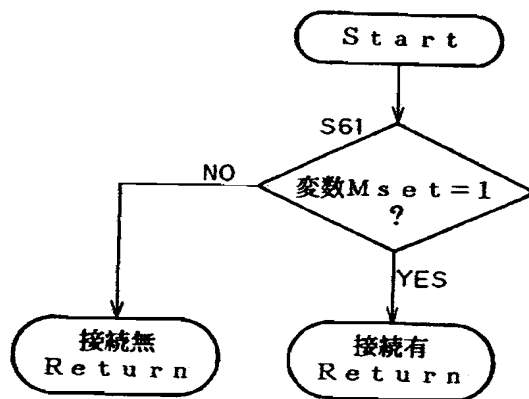 Start
S61
NO
変数Mset=1
?
YES
接続無
Return
接続有
Return